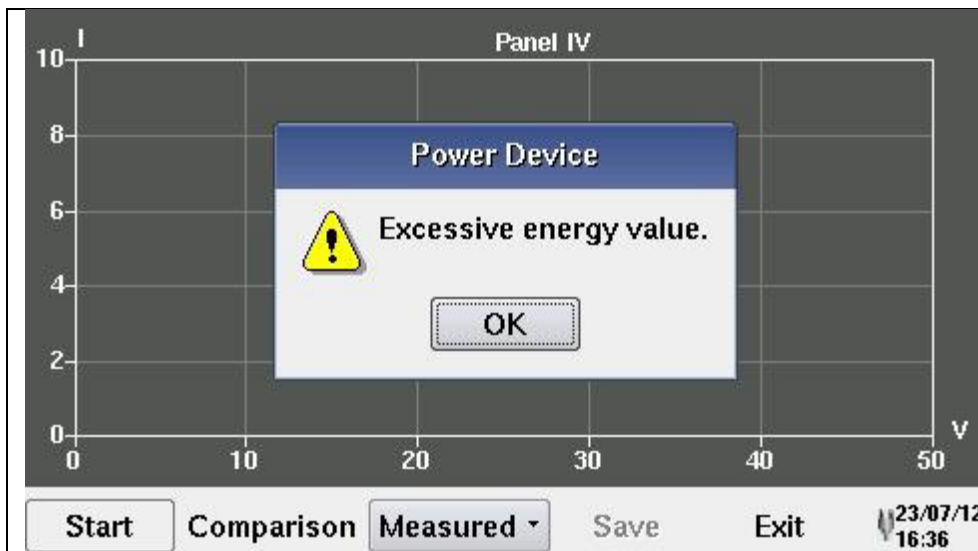 I
Panel IV
10
8
6
4
2
0
Power Device
Excessive energy value.
OK
V
0 10 20 30 40 50
Start Comparison Measured Save Exit 23/07/12
16:36